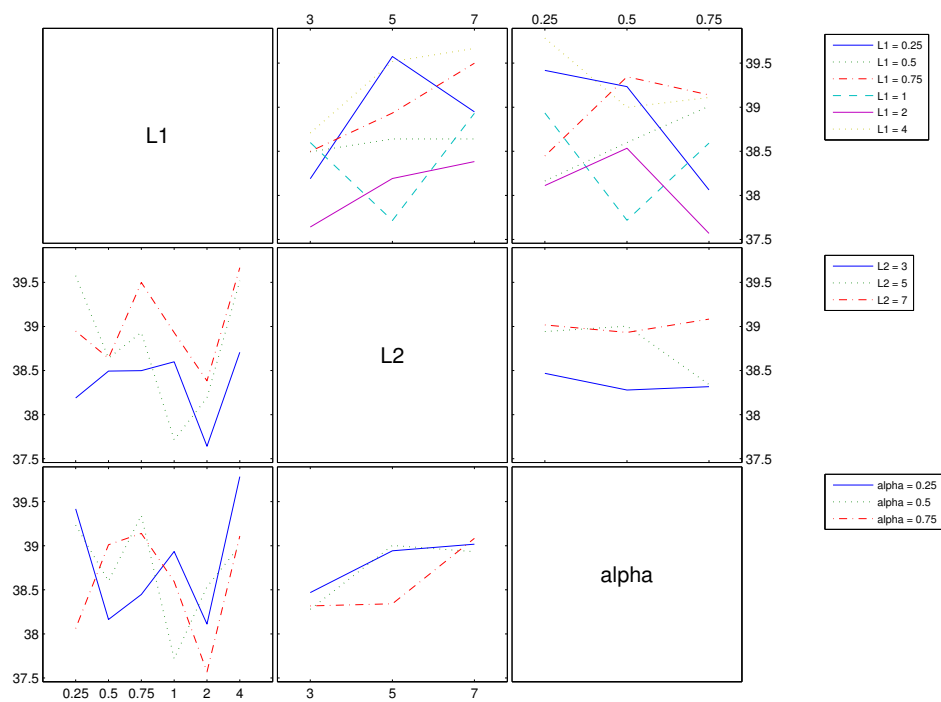 3 5 7 0.25 0.5 0.75
L1
39.5
39
38.5
38
37.5
L1 = 0.25
L1 = 0.5
L1 = 0.75
L1 = 1
L1 = 2
L1 = 4
39.5
39
38.5
38
37.5
L2
39.5
39
38.5
38
37.5
L2 = 3
L2 = 5
L2 = 7
39.5
39
38.5
38
37.5
alpha
alpha = 0.25
alpha = 0.5
alpha = 0.75
0.25 0.5 0.75 1 2 4 3 5 7